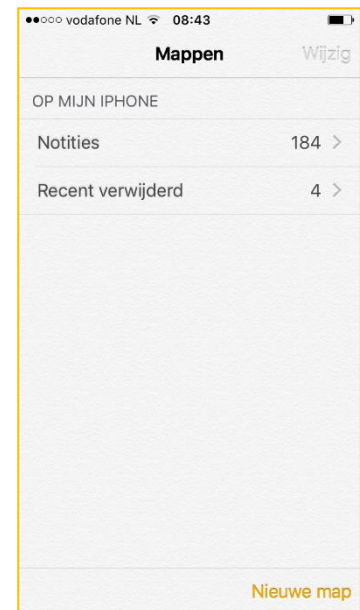 vodafone NL 08:43
Mappen Wijzig
OP MIJN IPHONE
Notities 184
Recent verwijderd 4
Nieuwe map